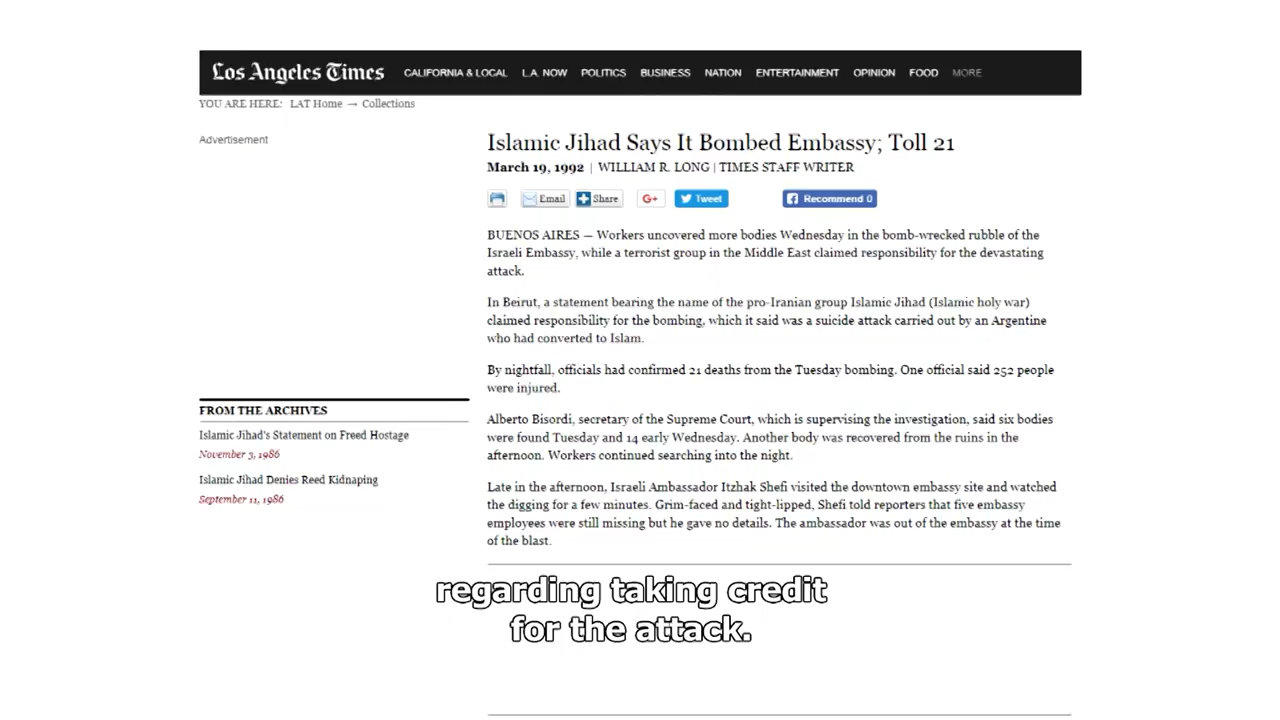 Los Angeles Times CALIFORNIA & LOCAL L.A. NOW POLITICS BUSINESS NATION ENTERTAINMENT OPINION FOOD MORE
YOU ARE HERE: LAT Home → Collections
Advertisement
Islamic Jihad Says It Bombed Embassy; Toll 21
March 19, 1992 | WILLIAM R. LONG | TIMES STAFF WRITER
Email Share G+ Tweet Recommend 0
BUENOS AIRES — Workers uncovered more bodies Wednesday in the bomb-wrecked rubble of the
Israeli Embassy, while a terrorist group in the Middle East claimed responsibility for the devastating
attack.
In Beirut, a statement bearing the name of the pro-Iranian group Islamic Jihad (Islamic holy war)
claimed responsibility for the bombing, which it said was a suicide attack carried out by an Argentine
who had converted to Islam.
By nightfall, officials had confirmed 21 deaths from the Tuesday bombing. One official said 252 people
were injured.
Alberto Bisordi, secretary of the Supreme Court, which is supervising the investigation, said six bodies
were found Tuesday and 14 early Wednesday. Another body was recovered from the ruins in the
afternoon. Workers continued searching into the night.
Late in the afternoon, Israeli Ambassador Itzhak Shefi visited the downtown embassy site and watched
the digging for a few minutes. Grim-faced and tight-lipped, Shefi told reporters that five embassy
employees were still missing but he gave no details. The ambassador was out of the embassy at the time
of the blast.
FROM THE ARCHIVES
Islamic Jihad's Statement on Freed Hostage
November 3, 1986
Islamic Jihad Denies Reed Kidnaping
September 11, 1986
regarding taking credit
for the attack.